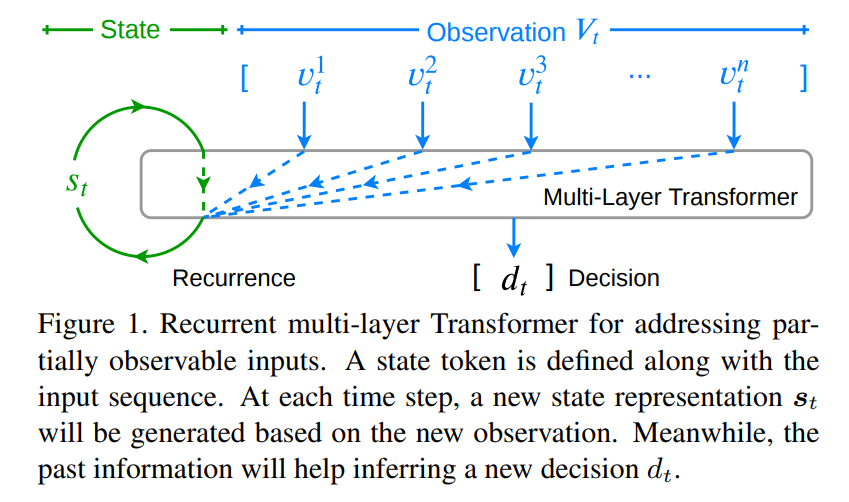 State
Observation V_t
[ v_t^1 v_t^2 v_t^3 ... v_t^n ]
s_t
Multi-Layer Transformer
Recurrence
[ d_t ] Decision
Figure 1. Recurrent multi-layer Transformer for addressing par-
tially observable inputs. A state token is defined along with the
input sequence. At each time step, a new state representation s_t
will be generated based on the new observation. Meanwhile, the
past information will help inferring a new decision d_t.